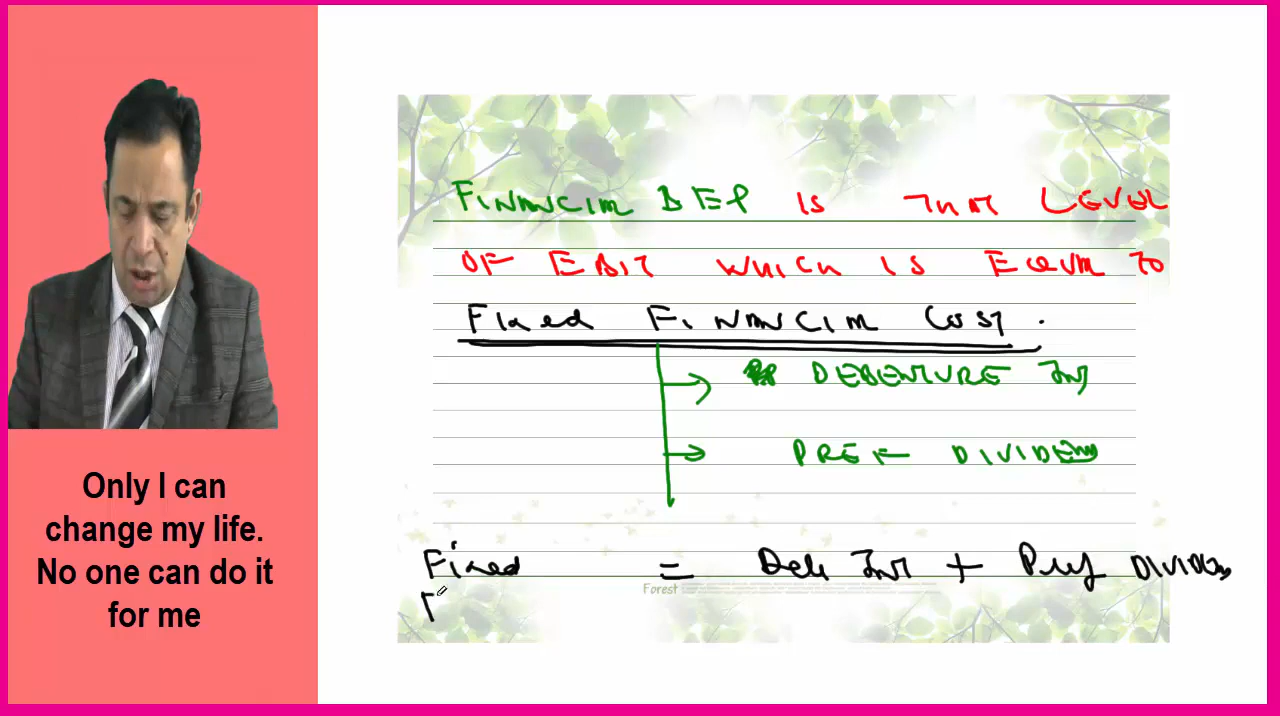 Only I can
change my life.
No one can do it
for me
FINANCIAL BEP IS THAT LEVEL
OF EBIT WHICH IS EQUAL TO
Fixed FINANCIAL COST.
DEBENTURE Int
PREF DIVIDEND
Fixed = Deb Int + Pref DIVIDEND
F
Forest